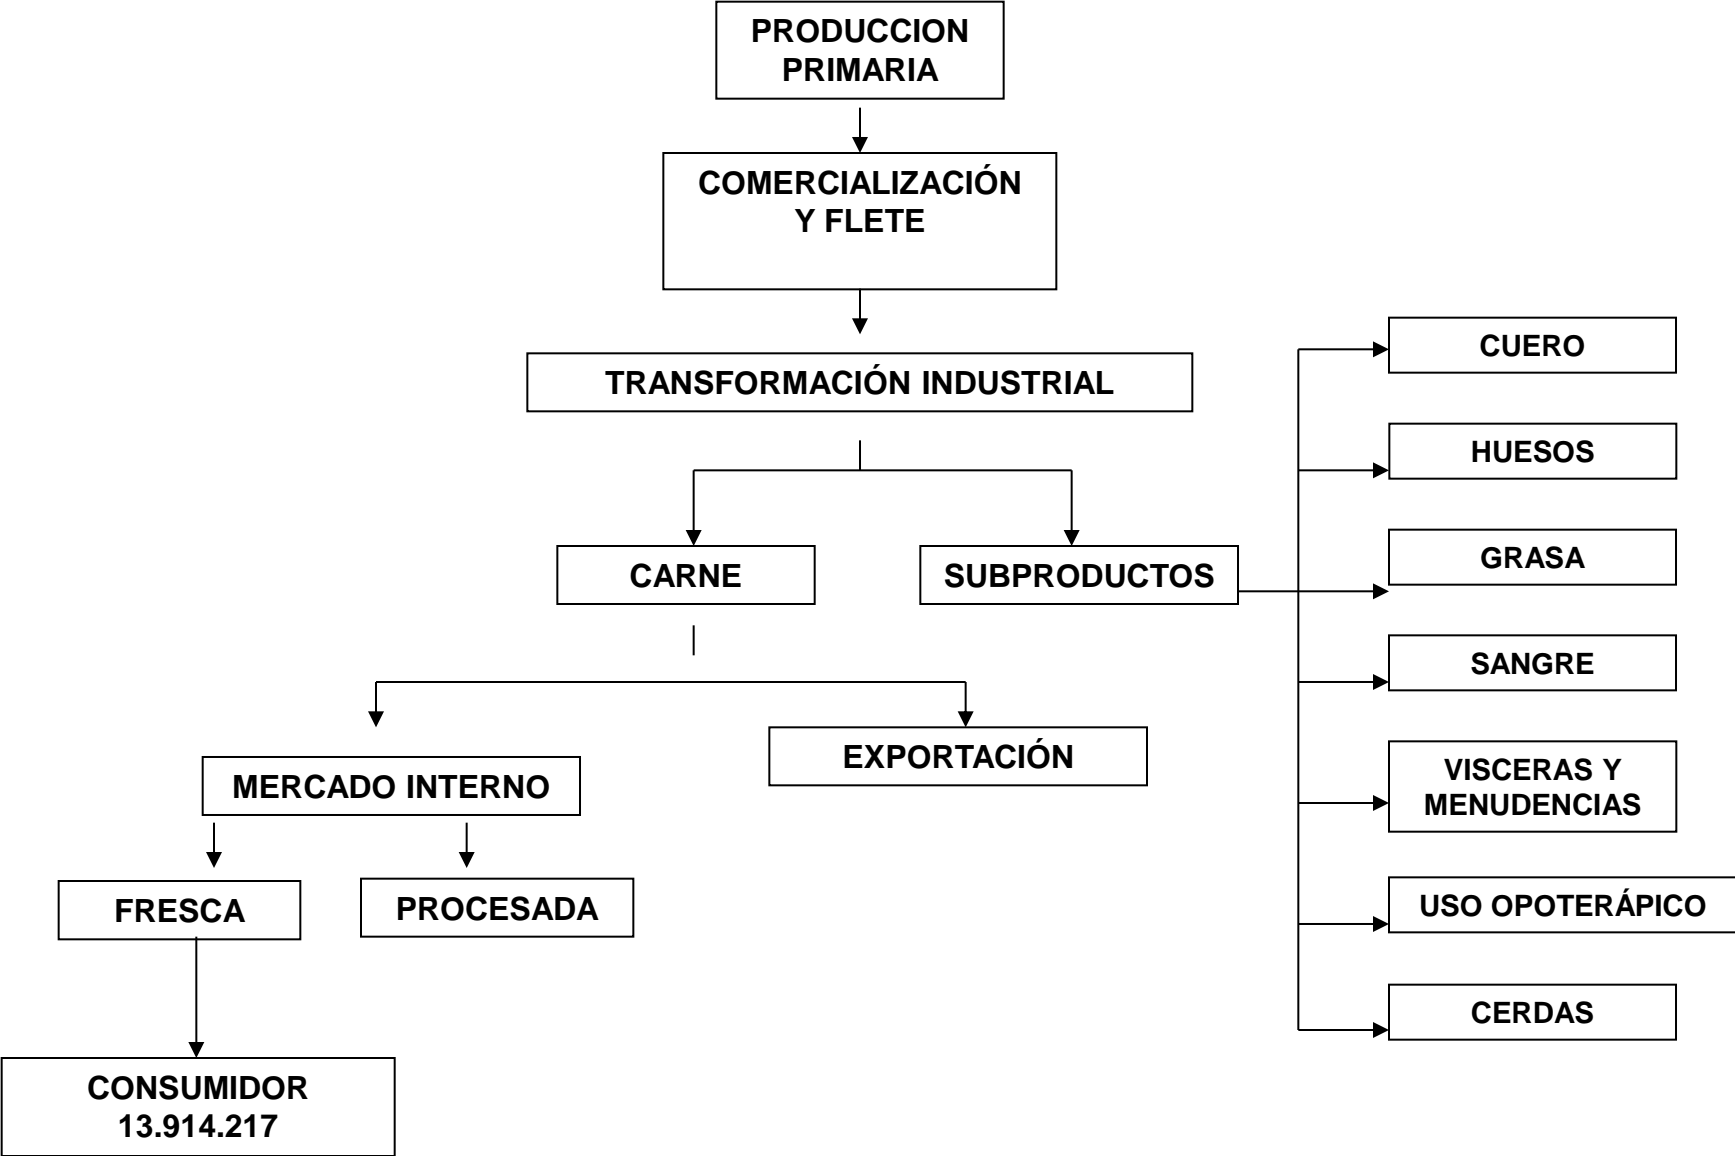 PRODUCCION
PRIMARIA
COMERCIALIZACIÓN
Y FLETE
TRANSFORMACIÓN INDUSTRIAL
CARNE
SUBPRODUCTOS
MERCADO INTERNO
EXPORTACIÓN
FRESCA
PROCESADA
CONSUMIDOR
13.914.217
CUERO
HUESOS
GRASA
SANGRE
VISCERAS Y
MENUDENCIAS
USO OPOTERÁPICO
CERDAS